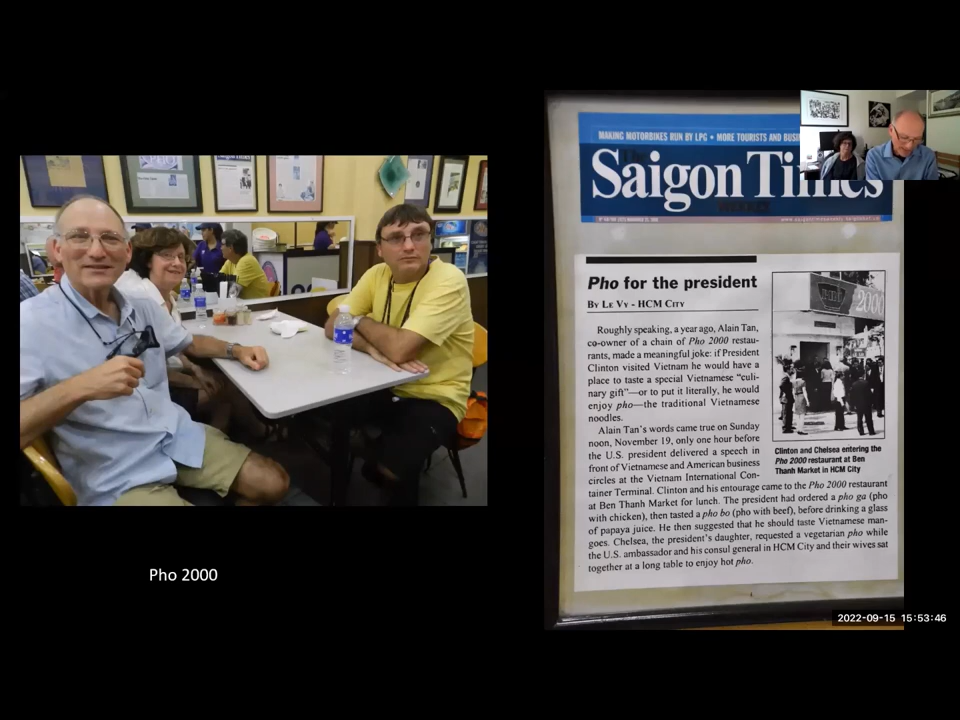 MAKING MOTORBIKES RUN BY LPG • MORE TOURISTS AND
The
Saigon Times
WEEKLY
Pho for the president
BY LE VY - HCM CITY
Roughly speaking, a year ago, Alain Tan,
co-owner of a chain of Pho 2000 restau-
rants, made a meaningful joke: if President
Clinton visited Vietnam he would have a
place to taste a special Vietnamese “culi-
nary gift”—or to put it literally, he would
enjoy pho—the traditional Vietnamese
noodles.
Alain Tan's words came true on Sunday
noon, November 19, only one hour before
the U.S. president delivered a speech in
front of Vietnamese and American business
circles at the Vietnam International Con-
tainer Terminal. Clinton and his entourage came to the Pho 2000 restaurant
at Ben Thanh Market for lunch. The president had ordered a pho ga (pho
with chicken), then tasted a pho bo (pho with beef), before drinking a glass
of papaya juice. He then suggested that he should taste Vietnamese man-
goes. Chelsea, the president's daughter, requested a vegetarian pho while
the U.S. ambassador and his consul general in HCM City and their wives sat
together at a long table to enjoy hot pho.
2000
Clinton and Chelsea entering the
Pho 2000 restaurant at Ben
Thanh Market in HCM City
Pho 2000
2022-09-15 15:53:46